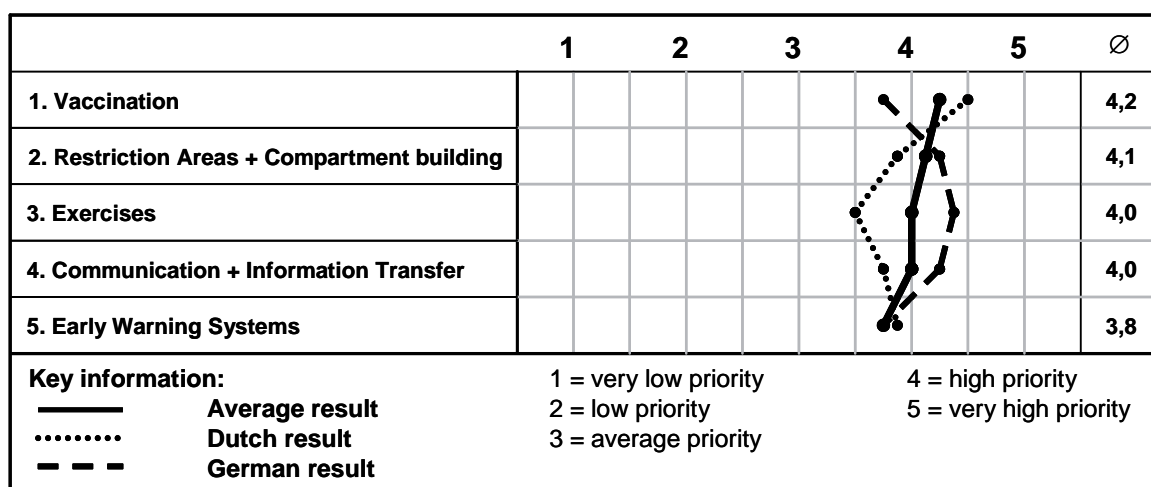 1 2 3 4 5 ∅
1. Vaccination 4,2
2. Restriction Areas + Compartment building 4,1
3. Exercises 4,0
4. Communication + Information Transfer 4,0
5. Early Warning Systems 3,8
Key information: 1 = very low priority 4 = high priority
Average result 2 = low priority 5 = very high priority
Dutch result 3 = average priority
German result